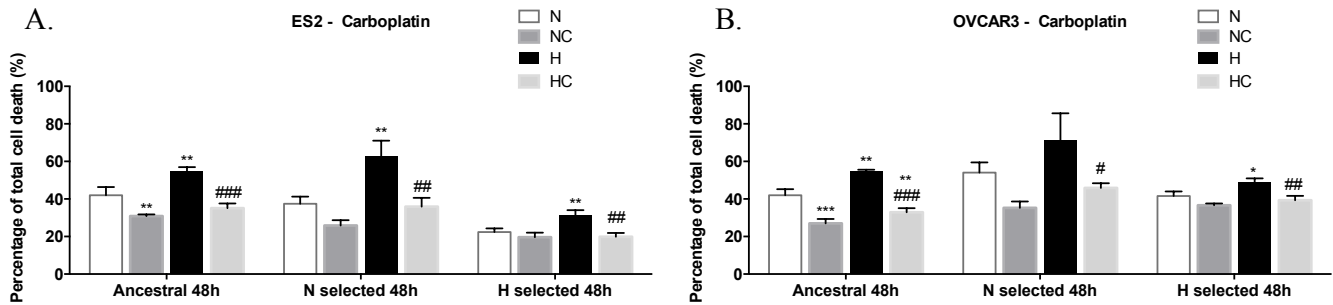 A.
ES2 - Carboplatin
N
NC
H
HC
Percentage of total cell death (%)
100
80
60
40
20
0
** ** ###
** ##
** ##
Ancestral 48h N selected 48h H selected 48h
B.
OVCAR3 - Carboplatin
N
NC
H
HC
Percentage of total cell death (%)
100
80
60
40
20
0
*** ** ** ###
#
* ##
Ancestral 48h N selected 48h H selected 48h